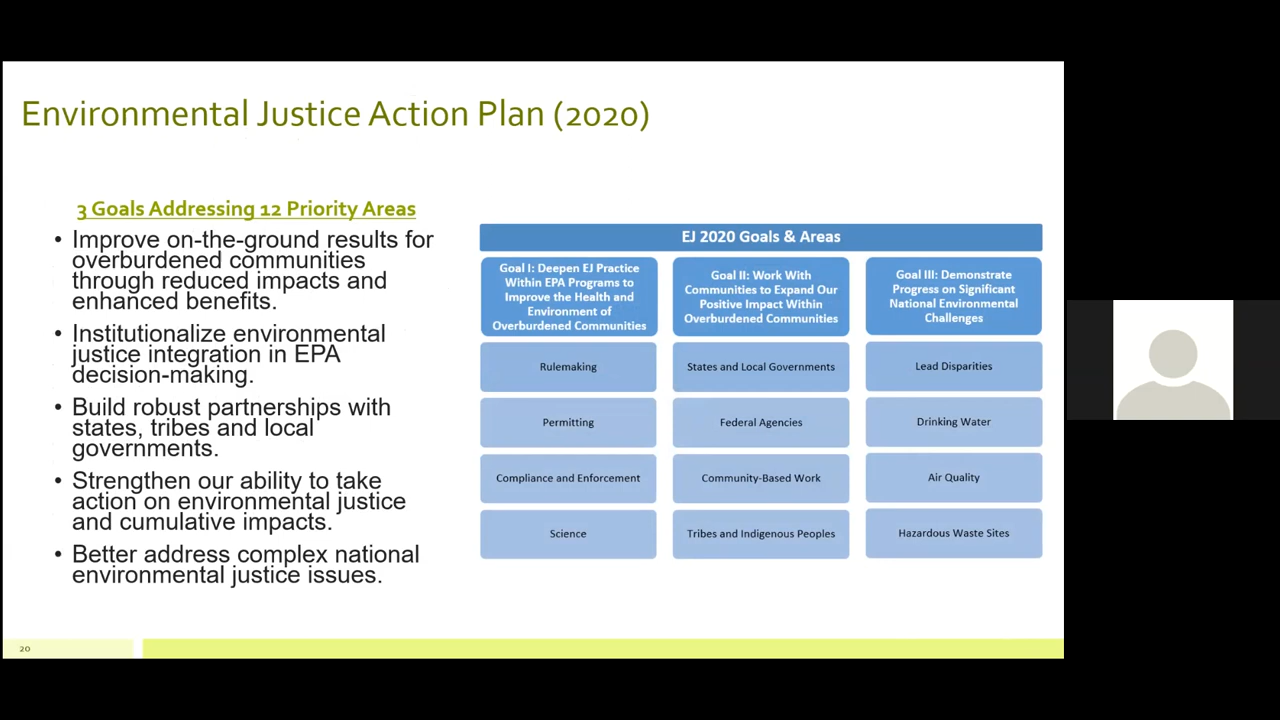 Environmental Justice Action Plan (2020)
3 Goals Addressing 12 Priority Areas
• Improve on-the-ground results for
overburdened communities
through reduced impacts and
enhanced benefits.
• Institutionalize environmental
justice integration in EPA
decision-making.
• Build robust partnerships with
states, tribes and local
governments.
• Strengthen our ability to take
action on environmental justice
and cumulative impacts.
• Better address complex national
environmental justice issues.
EJ 2020 Goals & Areas
Goal I: Deepen EJ Practice
Within EPA Programs to
Improve the Health and
Environment of
Overburdened Communities
Rulemaking
Permitting
Compliance and Enforcement
Science
Goal II: Work With
Communities to Expand Our
Positive Impact Within
Overburdened Communities
States and Local Governments
Federal Agencies
Community-Based Work
Tribes and Indigenous Peoples
Goal III: Demonstrate
Progress on Significant
National Environmental
Challenges
Lead Disparities
Drinking Water
Air Quality
Hazardous Waste Sites
20